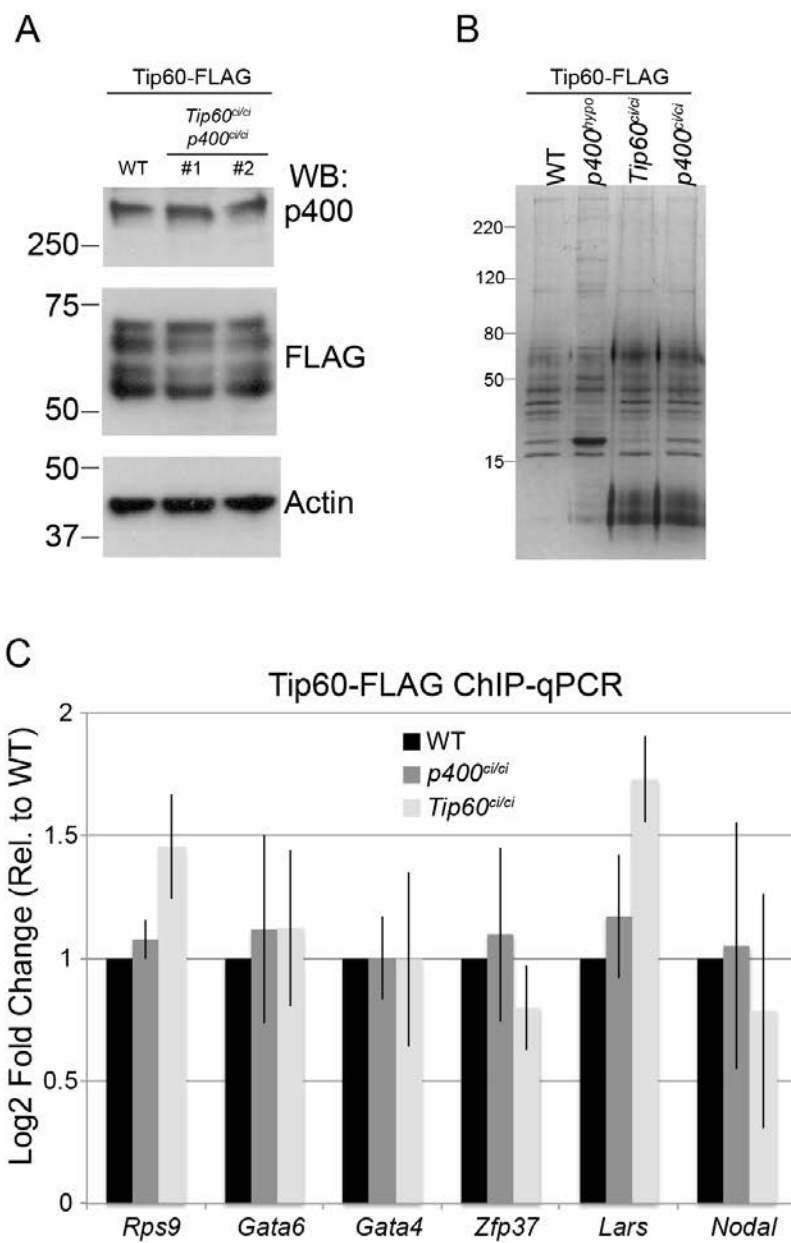 A
Tip60-FLAG
Tip60ci/ci
p400ci/ci
WT #1 #2
WB:
p400
250
75
FLAG
50
50
Actin
37
B
Tip60-FLAG
WT
p400hypo
Tip60ci/ci
p400ci/ci
220
120
80
50
15
C
Tip60-FLAG ChIP-qPCR
Log2 Fold Change (Rel. to WT)
2
1.5
1
0.5
0
WT
p400ci/ci
Tip60ci/ci
Rps9 Gata6 Gata4 Zfp37 Lars Nodal